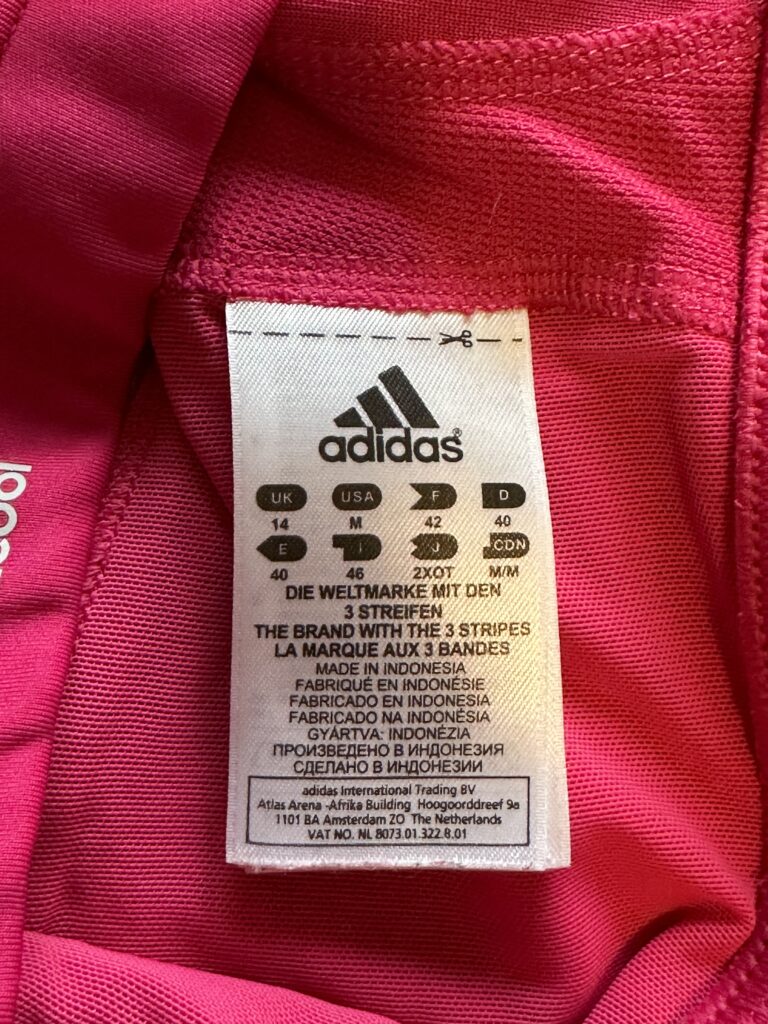 adidas®
UK USA F D
14 M 42 40
E I J CDN
40 46 2XOT M/M
DIE WELTMARKE MIT DEN
3 STREIFEN
THE BRAND WITH THE 3 STRIPES
LA MARQUE AUX 3 BANDES
MADE IN INDONESIA
FABRIQUÉ EN INDONÉSIE
FABRICADO EN INDONESIA
FABRICADO NA INDONÉSIA
GYÁRTVA: INDONÉZIA
ПРОИЗВЕДЕНО В ИНДОНЕЗИЯ
СДЕЛАНО В ИНДОНЕЗИИ
adidas International Trading BV
Atlas Arena -Afrika Building Hoogoorddreef 9a
1101 BA Amsterdam ZO The Netherlands
VAT NO. NL 8073.01.322.B.01